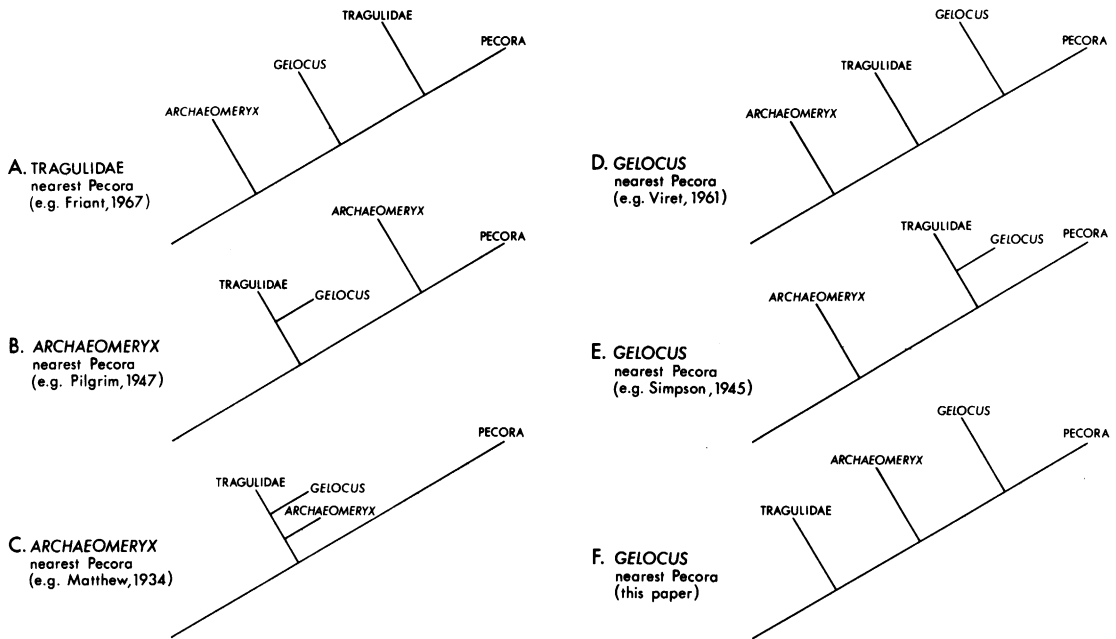 TRAGULIDAE
PECORA
GELOCUS
ARCHAEOMERYX
A. TRAGULIDAE
nearest Pecora
(e.g. Friant, 1967)
ARCHAEOMERYX
PECORA
TRAGULIDAE
GELOCUS
B. ARCHAEOMERYX
nearest Pecora
(e.g. Pilgrim, 1947)
PECORA
TRAGULIDAE
GELOCUS
ARCHAEOMERYX
C. ARCHAEOMERYX
nearest Pecora
(e.g. Matthew, 1934)
GELOCUS
PECORA
TRAGULIDAE
ARCHAEOMERYX
D. GELOCUS
nearest Pecora
(e.g. Viret, 1961)
TRAGULIDAE
PECORA
GELOCUS
ARCHAEOMERYX
E. GELOCUS
nearest Pecora
(e.g. Simpson, 1945)
GELOCUS
PECORA
ARCHAEOMERYX
TRAGULIDAE
F. GELOCUS
nearest Pecora
(this paper)